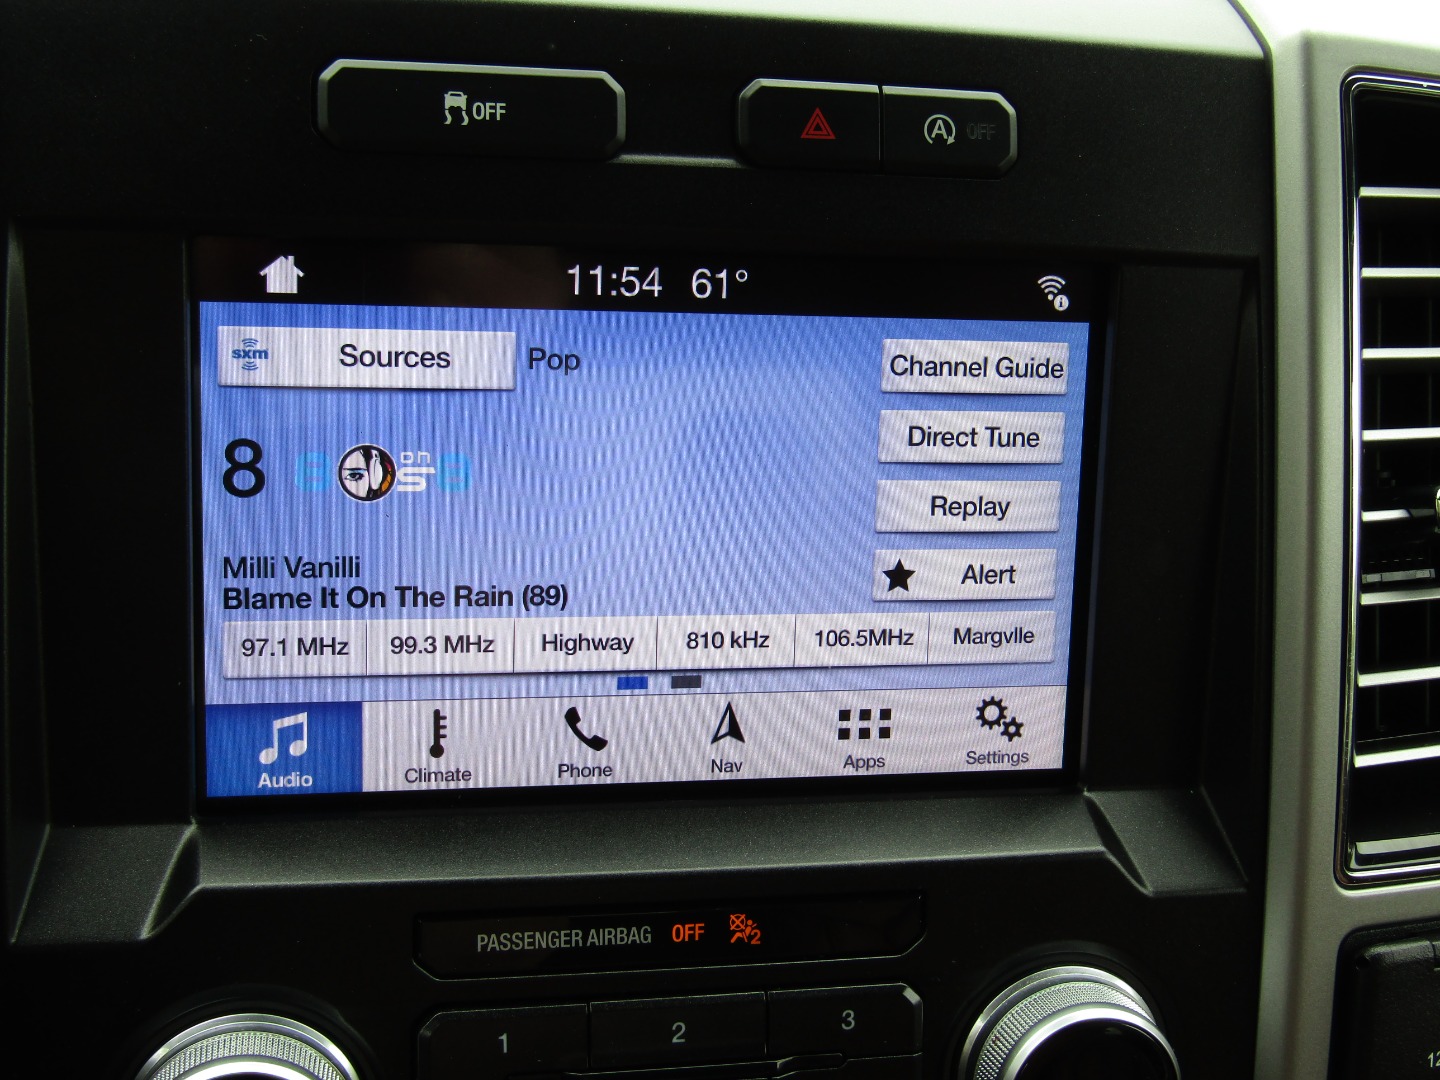 OFF
A OFF
11:54 61°
sxm Sources Pop
Channel Guide
Direct Tune
8 80s on 8
Replay
Milli Vanilli
Alert
Blame It On The Rain (89)
97.1 MHz 99.3 MHz Highway 810 kHz 106.5MHz Margvlle
Audio Climate Phone Nav Apps Settings
PASSENGER AIRBAG OFF 2
1 2 3